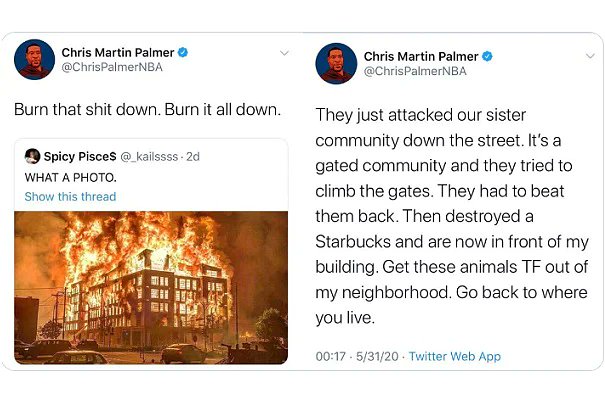 Chris Martin Palmer
@ChrisPalmerNBA
Burn that shit down. Burn it all down.
Spicy Pisce$ @_kailssss · 2d
WHAT A PHOTO.
Show this thread
Chris Martin Palmer
@ChrisPalmerNBA
They just attacked our sister
community down the street. It's a
gated community and they tried to
climb the gates. They had to beat
them back. Then destroyed a
Starbucks and are now in front of my
building. Get these animals TF out of
my neighborhood. Go back to where
you live.
00:17 · 5/31/20 · Twitter Web App